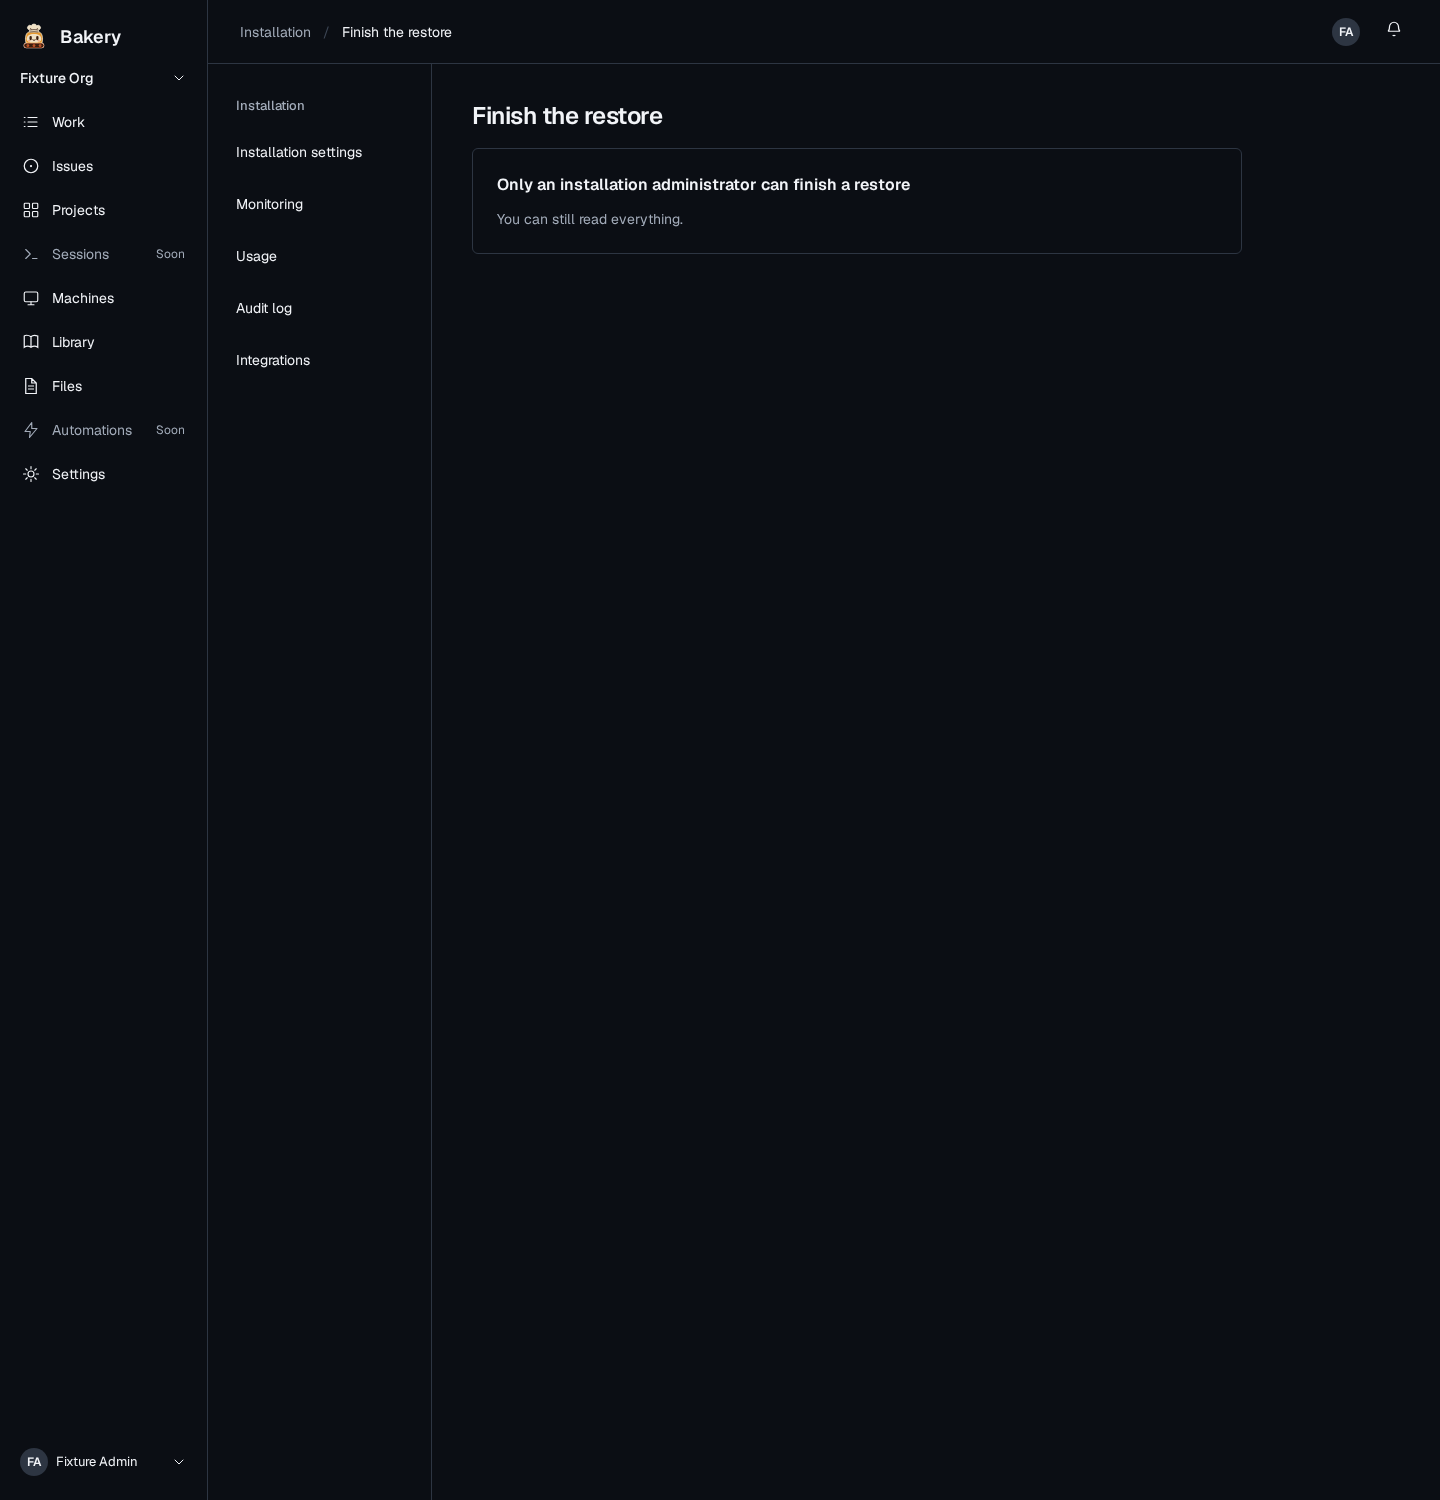 Bakery
Fixture Org
Work
Issues
Projects
Sessions Soon
Machines
Library
Files
Automations Soon
Settings
FA Fixture Admin
Installation / Finish the restore
FA
Installation
Installation settings
Monitoring
Usage
Audit log
Integrations
Finish the restore
Only an installation administrator can finish a restore
You can still read everything.